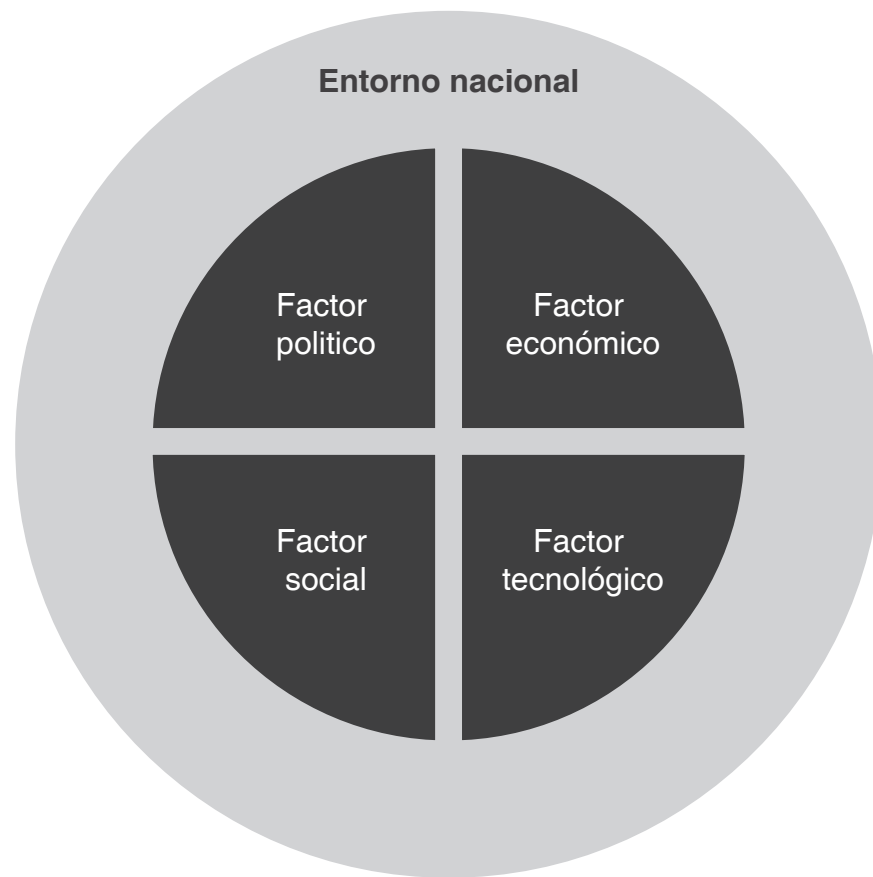 Entorno nacional
Factor
politico
Factor
económico
Factor
social
Factor
tecnológico